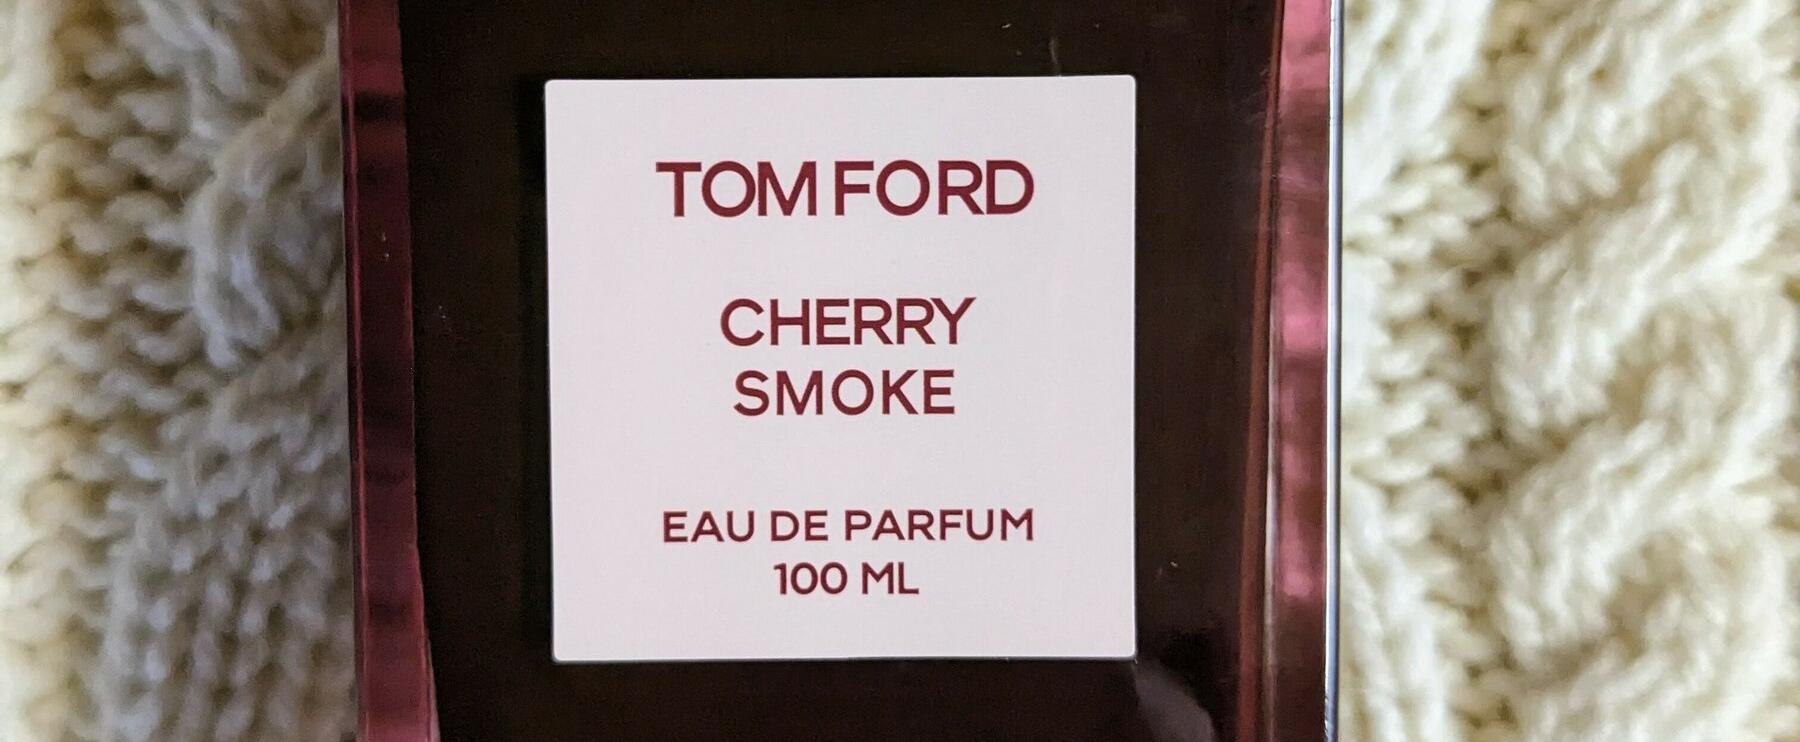 TOM FORD
CHERRY
SMOKE
EAU DE PARFUM
100 ML